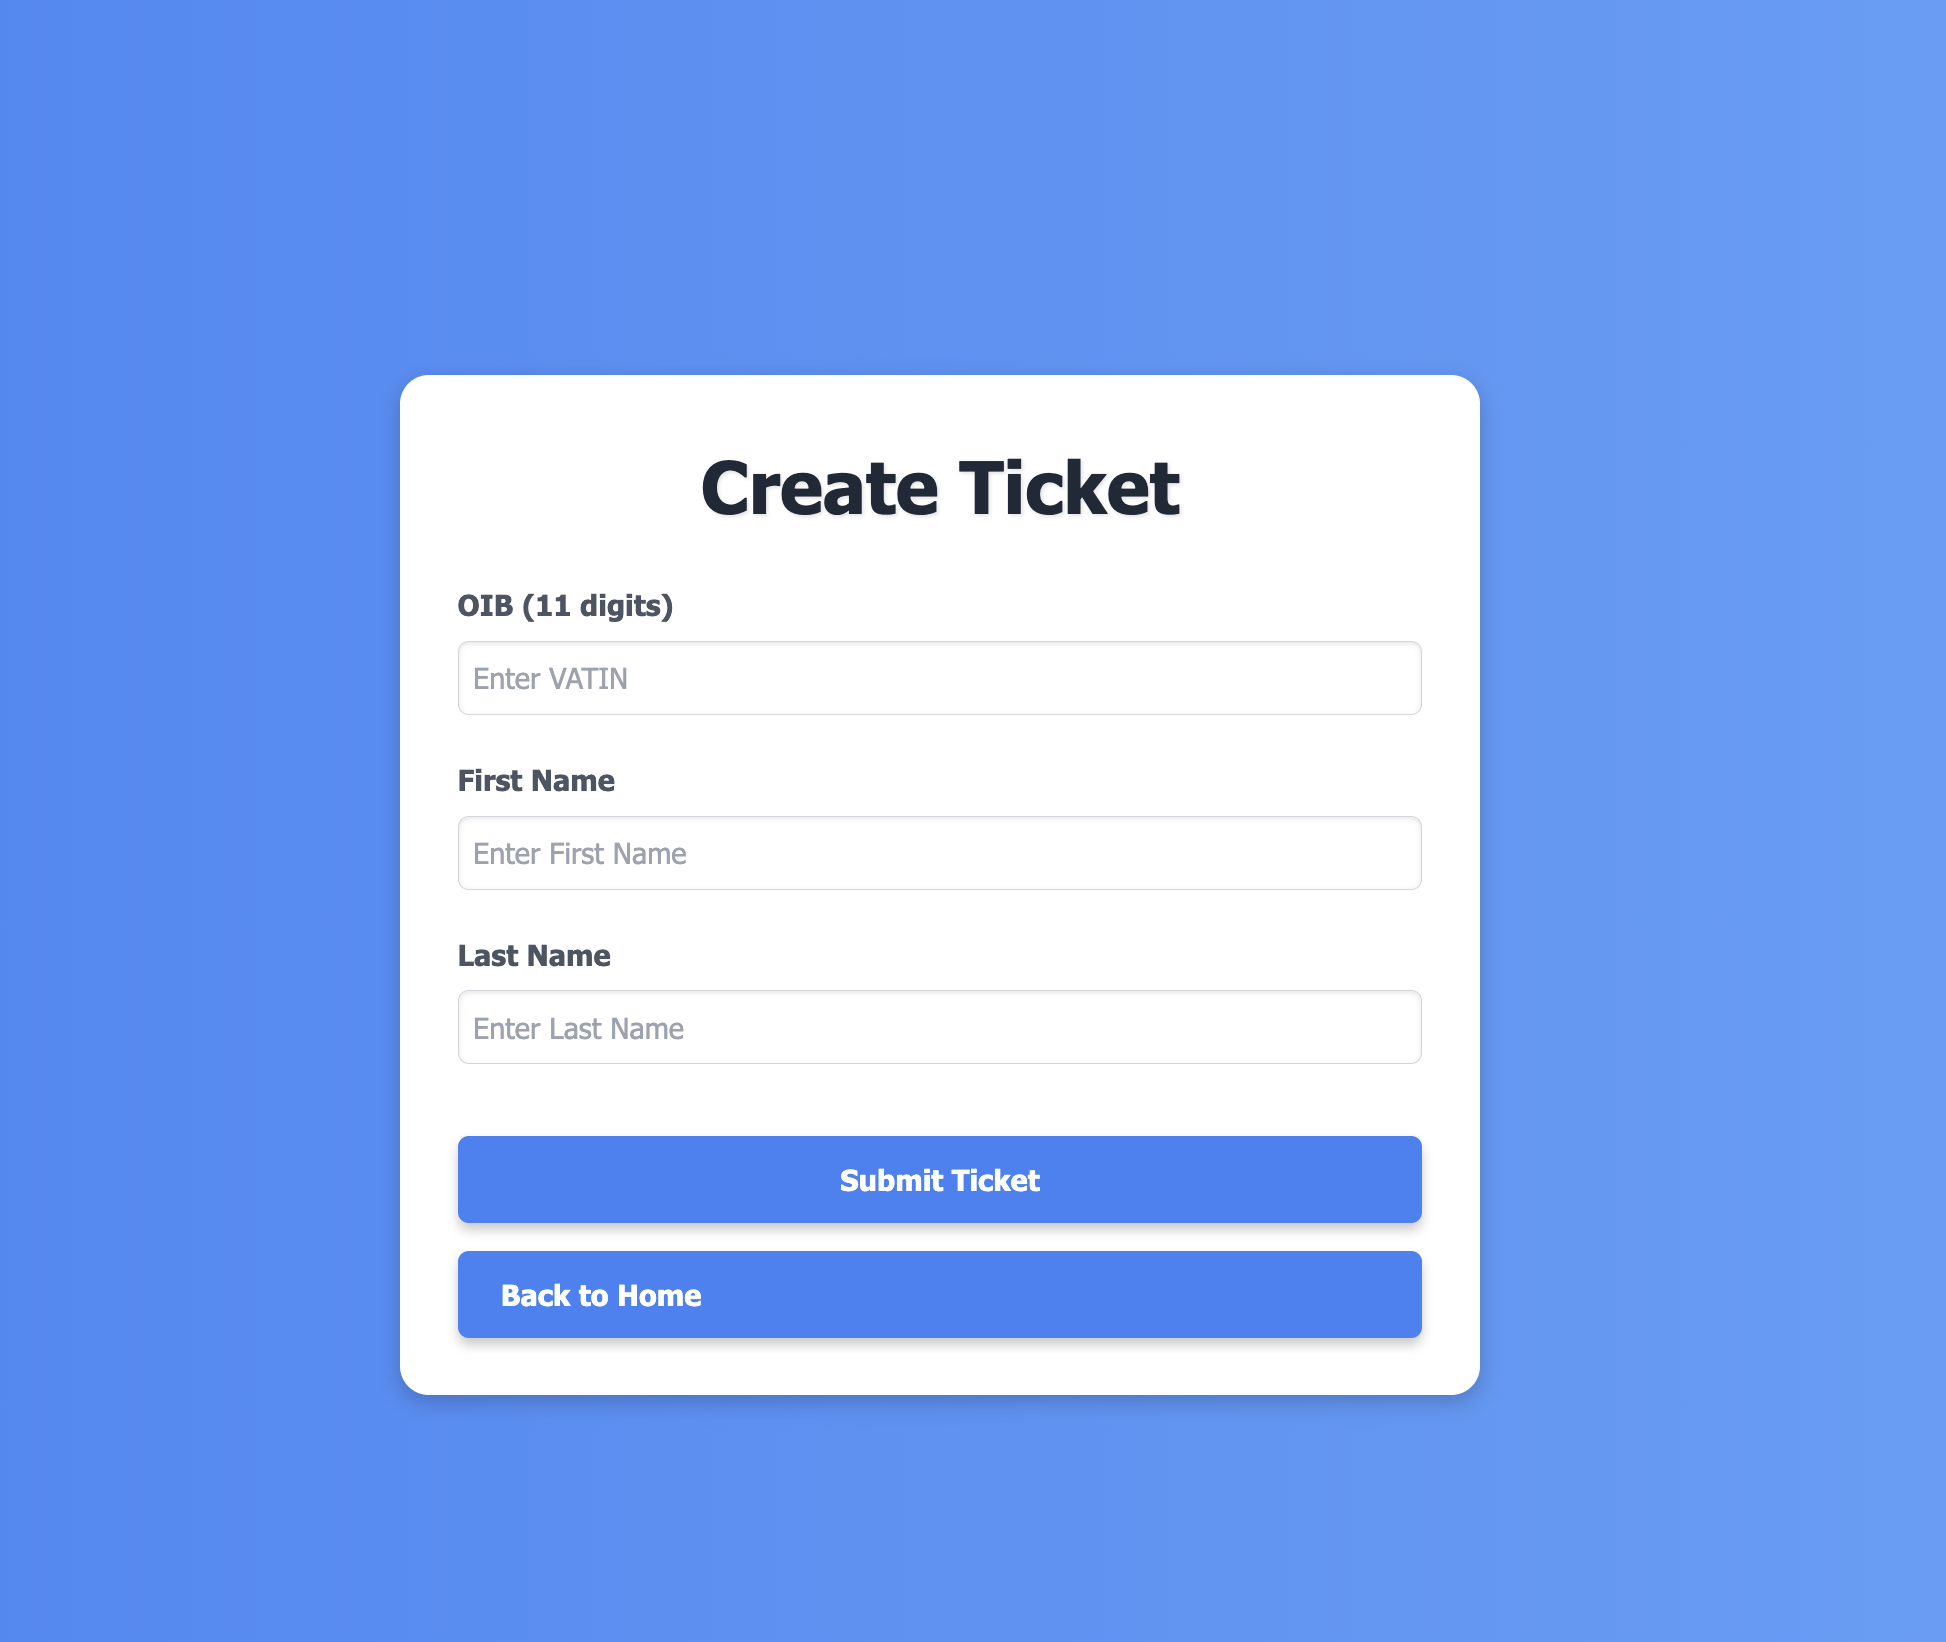 Create Ticket
OIB (11 digits)
Enter VATIN
First Name
Enter First Name
Last Name
Enter Last Name
Submit Ticket
Back to Home